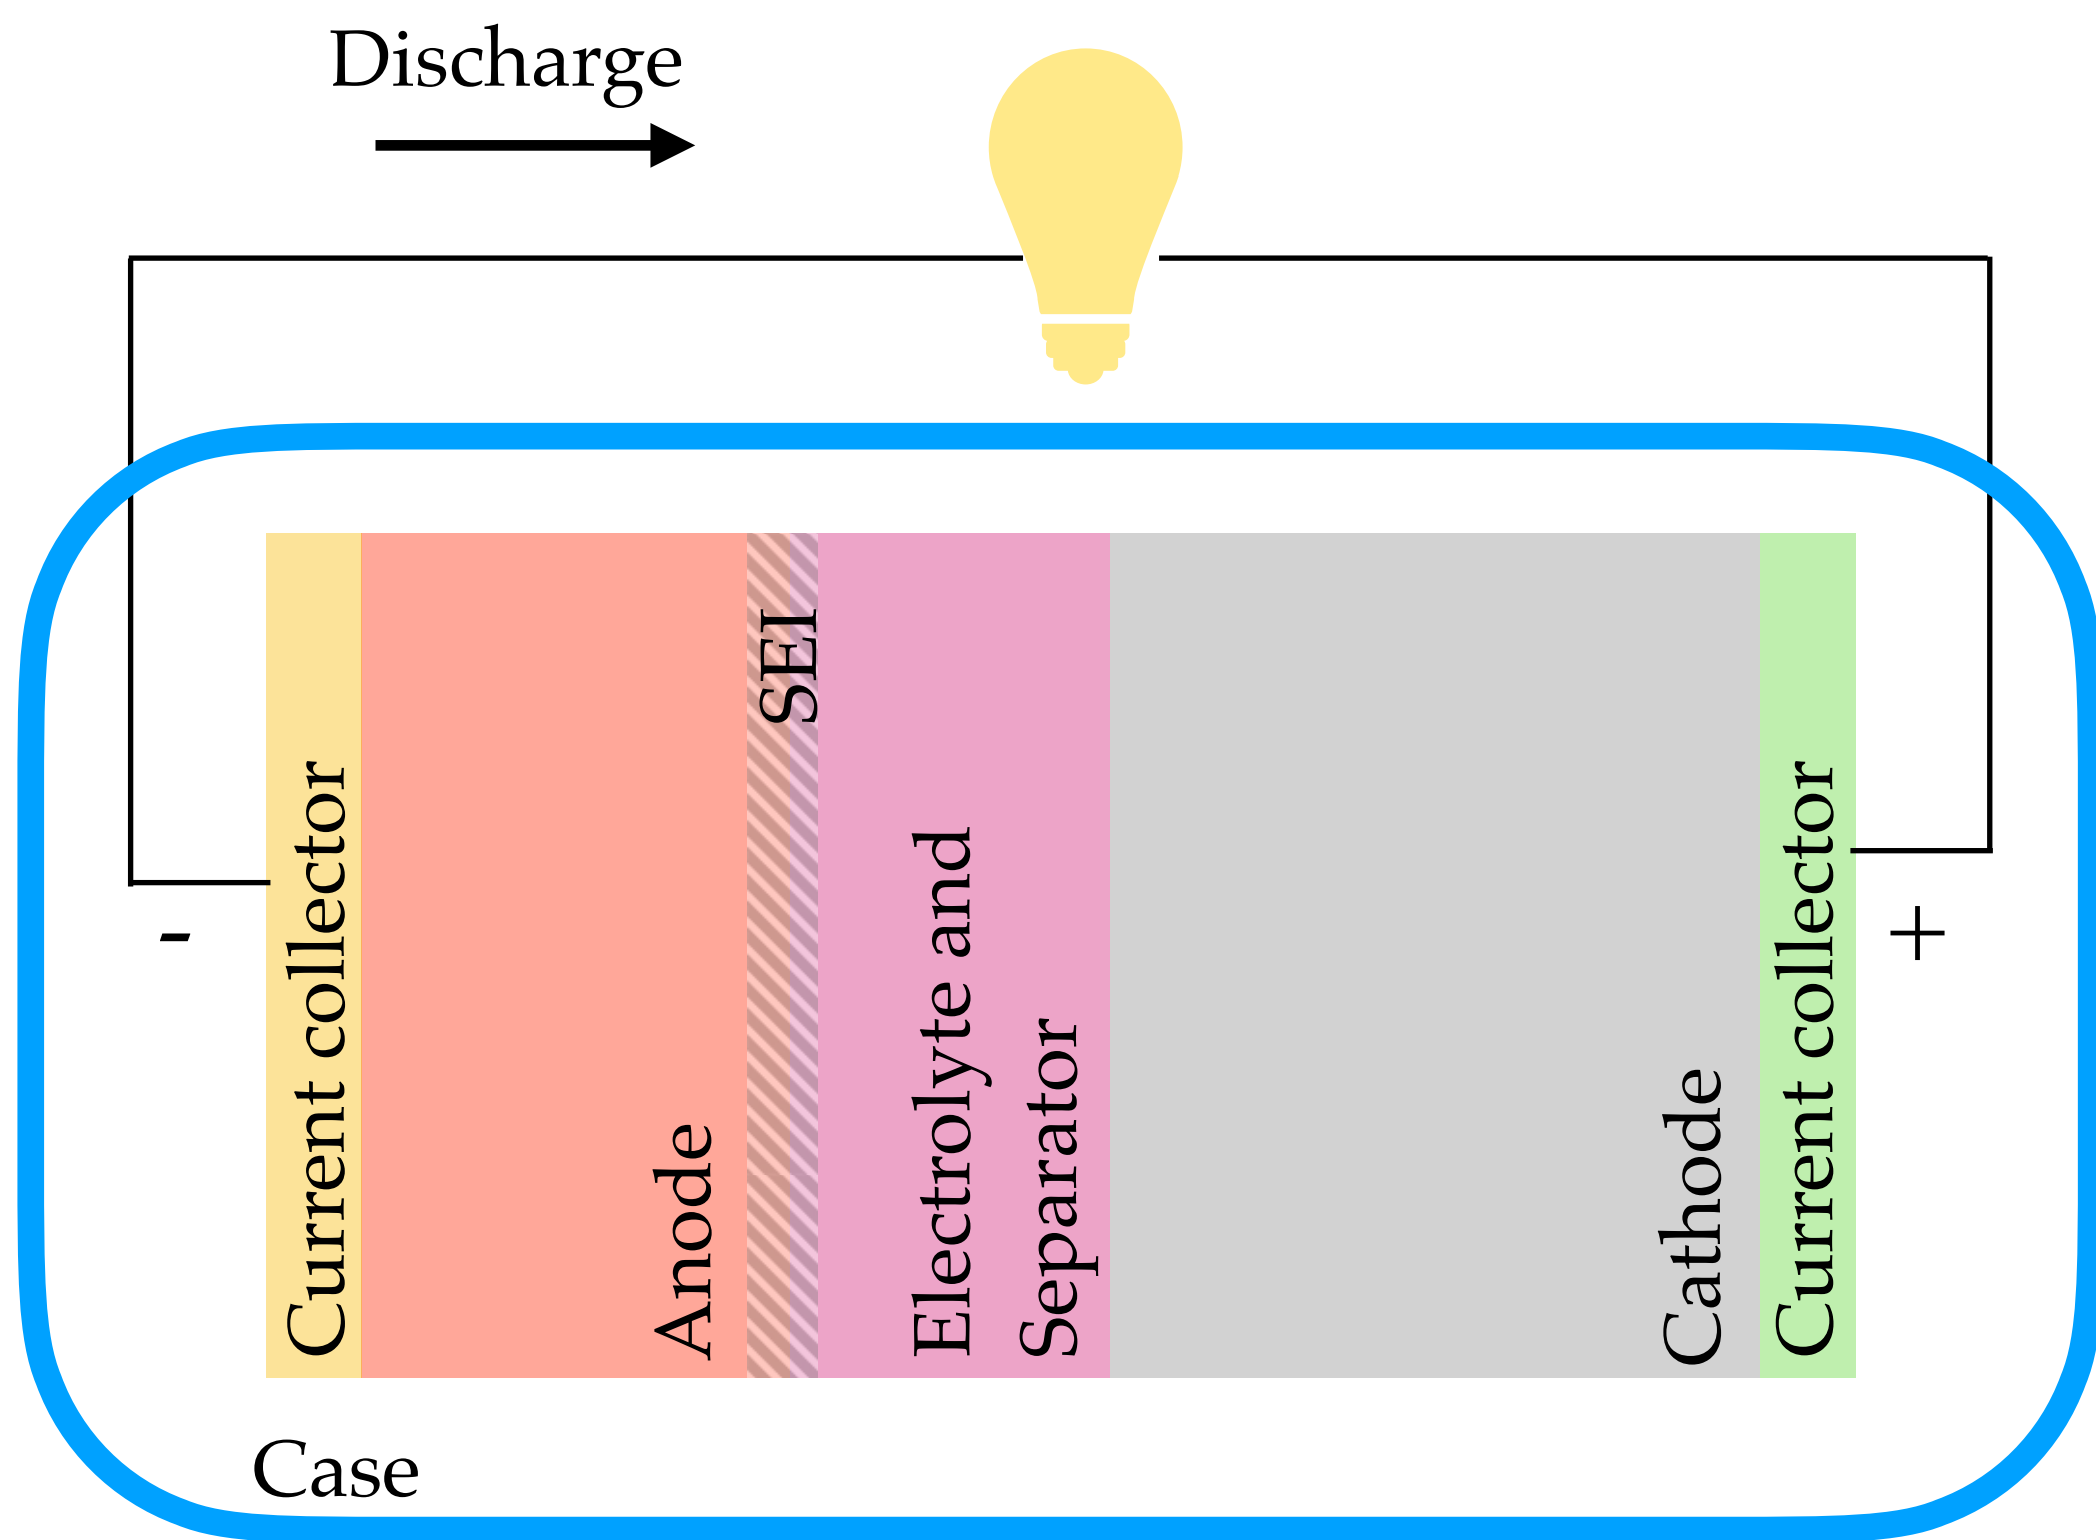 Discharge
Current collector
Anode
SEI
Electrolyte and
Separator
Cathode
Current collector
-
+
Case